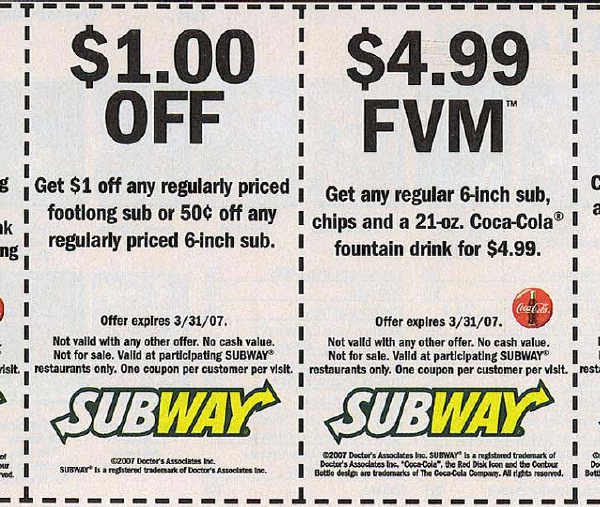 $1.00
OFF
Get $1 off any regularly priced
footlong sub or 50¢ off any
regularly priced 6-inch sub.
Offer expires 3/31/07.
Not valid with any other offer. No cash value.
Not for sale. Valid at participating SUBWAY®
restaurants only. One coupon per customer per visit.
SUBWAY®
©2007 Doctor's Associates Inc.
SUBWAY® is a registered trademark of Doctor's Associates Inc.
$4.99
FVM™
Get any regular 6-inch sub,
chips and a 21-oz. Coca-Cola®
fountain drink for $4.99.
Coca-Cola
Offer expires 3/31/07.
Not valid with any other offer. No cash value.
Not for sale. Valid at participating SUBWAY®
restaurants only. One coupon per customer per visit.
SUBWAY®
©2007 Doctor's Associates Inc. SUBWAY® is a registered trademark of
Doctor's Associates Inc. "Coca-Cola", the Red Disk Icon and the Contour
Bottle design are trademarks of The Coca-Cola Company. All rights reserved.